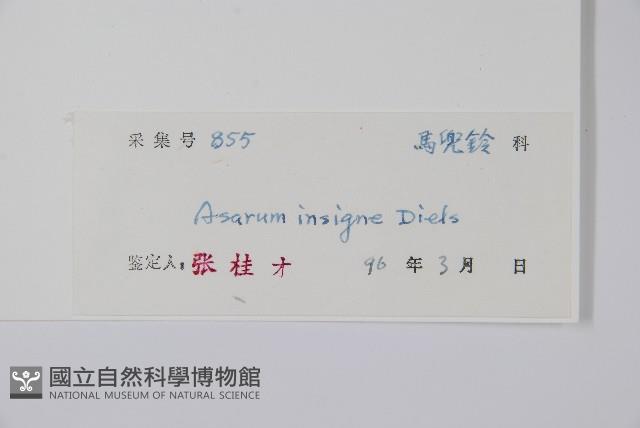 采集号 855 馬兜鈴 科
Asarum insigne Diels
鉴定人: 张桂才 96 年 3 月 日
國立自然科學博物館
NATIONAL MUSEUM OF NATURAL SCIENCE